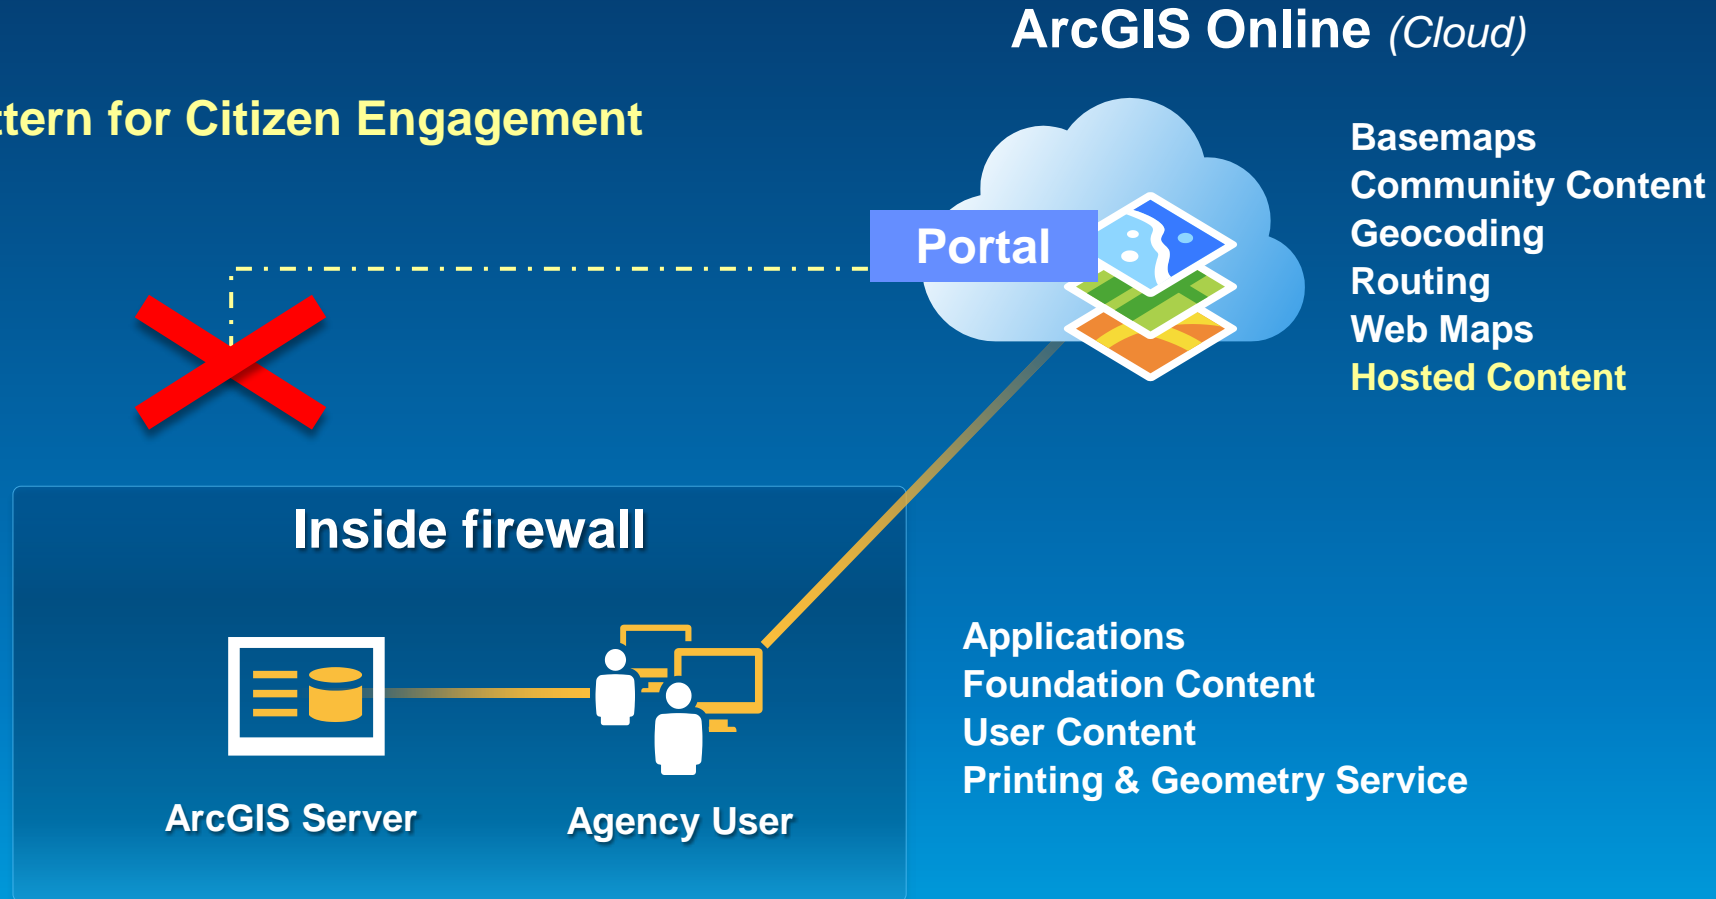 ArcGIS Online (Cloud)
for Citizen Engagement
Portal
Basemaps
Community Content
Geocoding
Routing
Web Maps
Hosted Content
Inside firewall
ArcGIS Server
Agency User
Applications
Foundation Content
User Content
Printing & Geometry Service